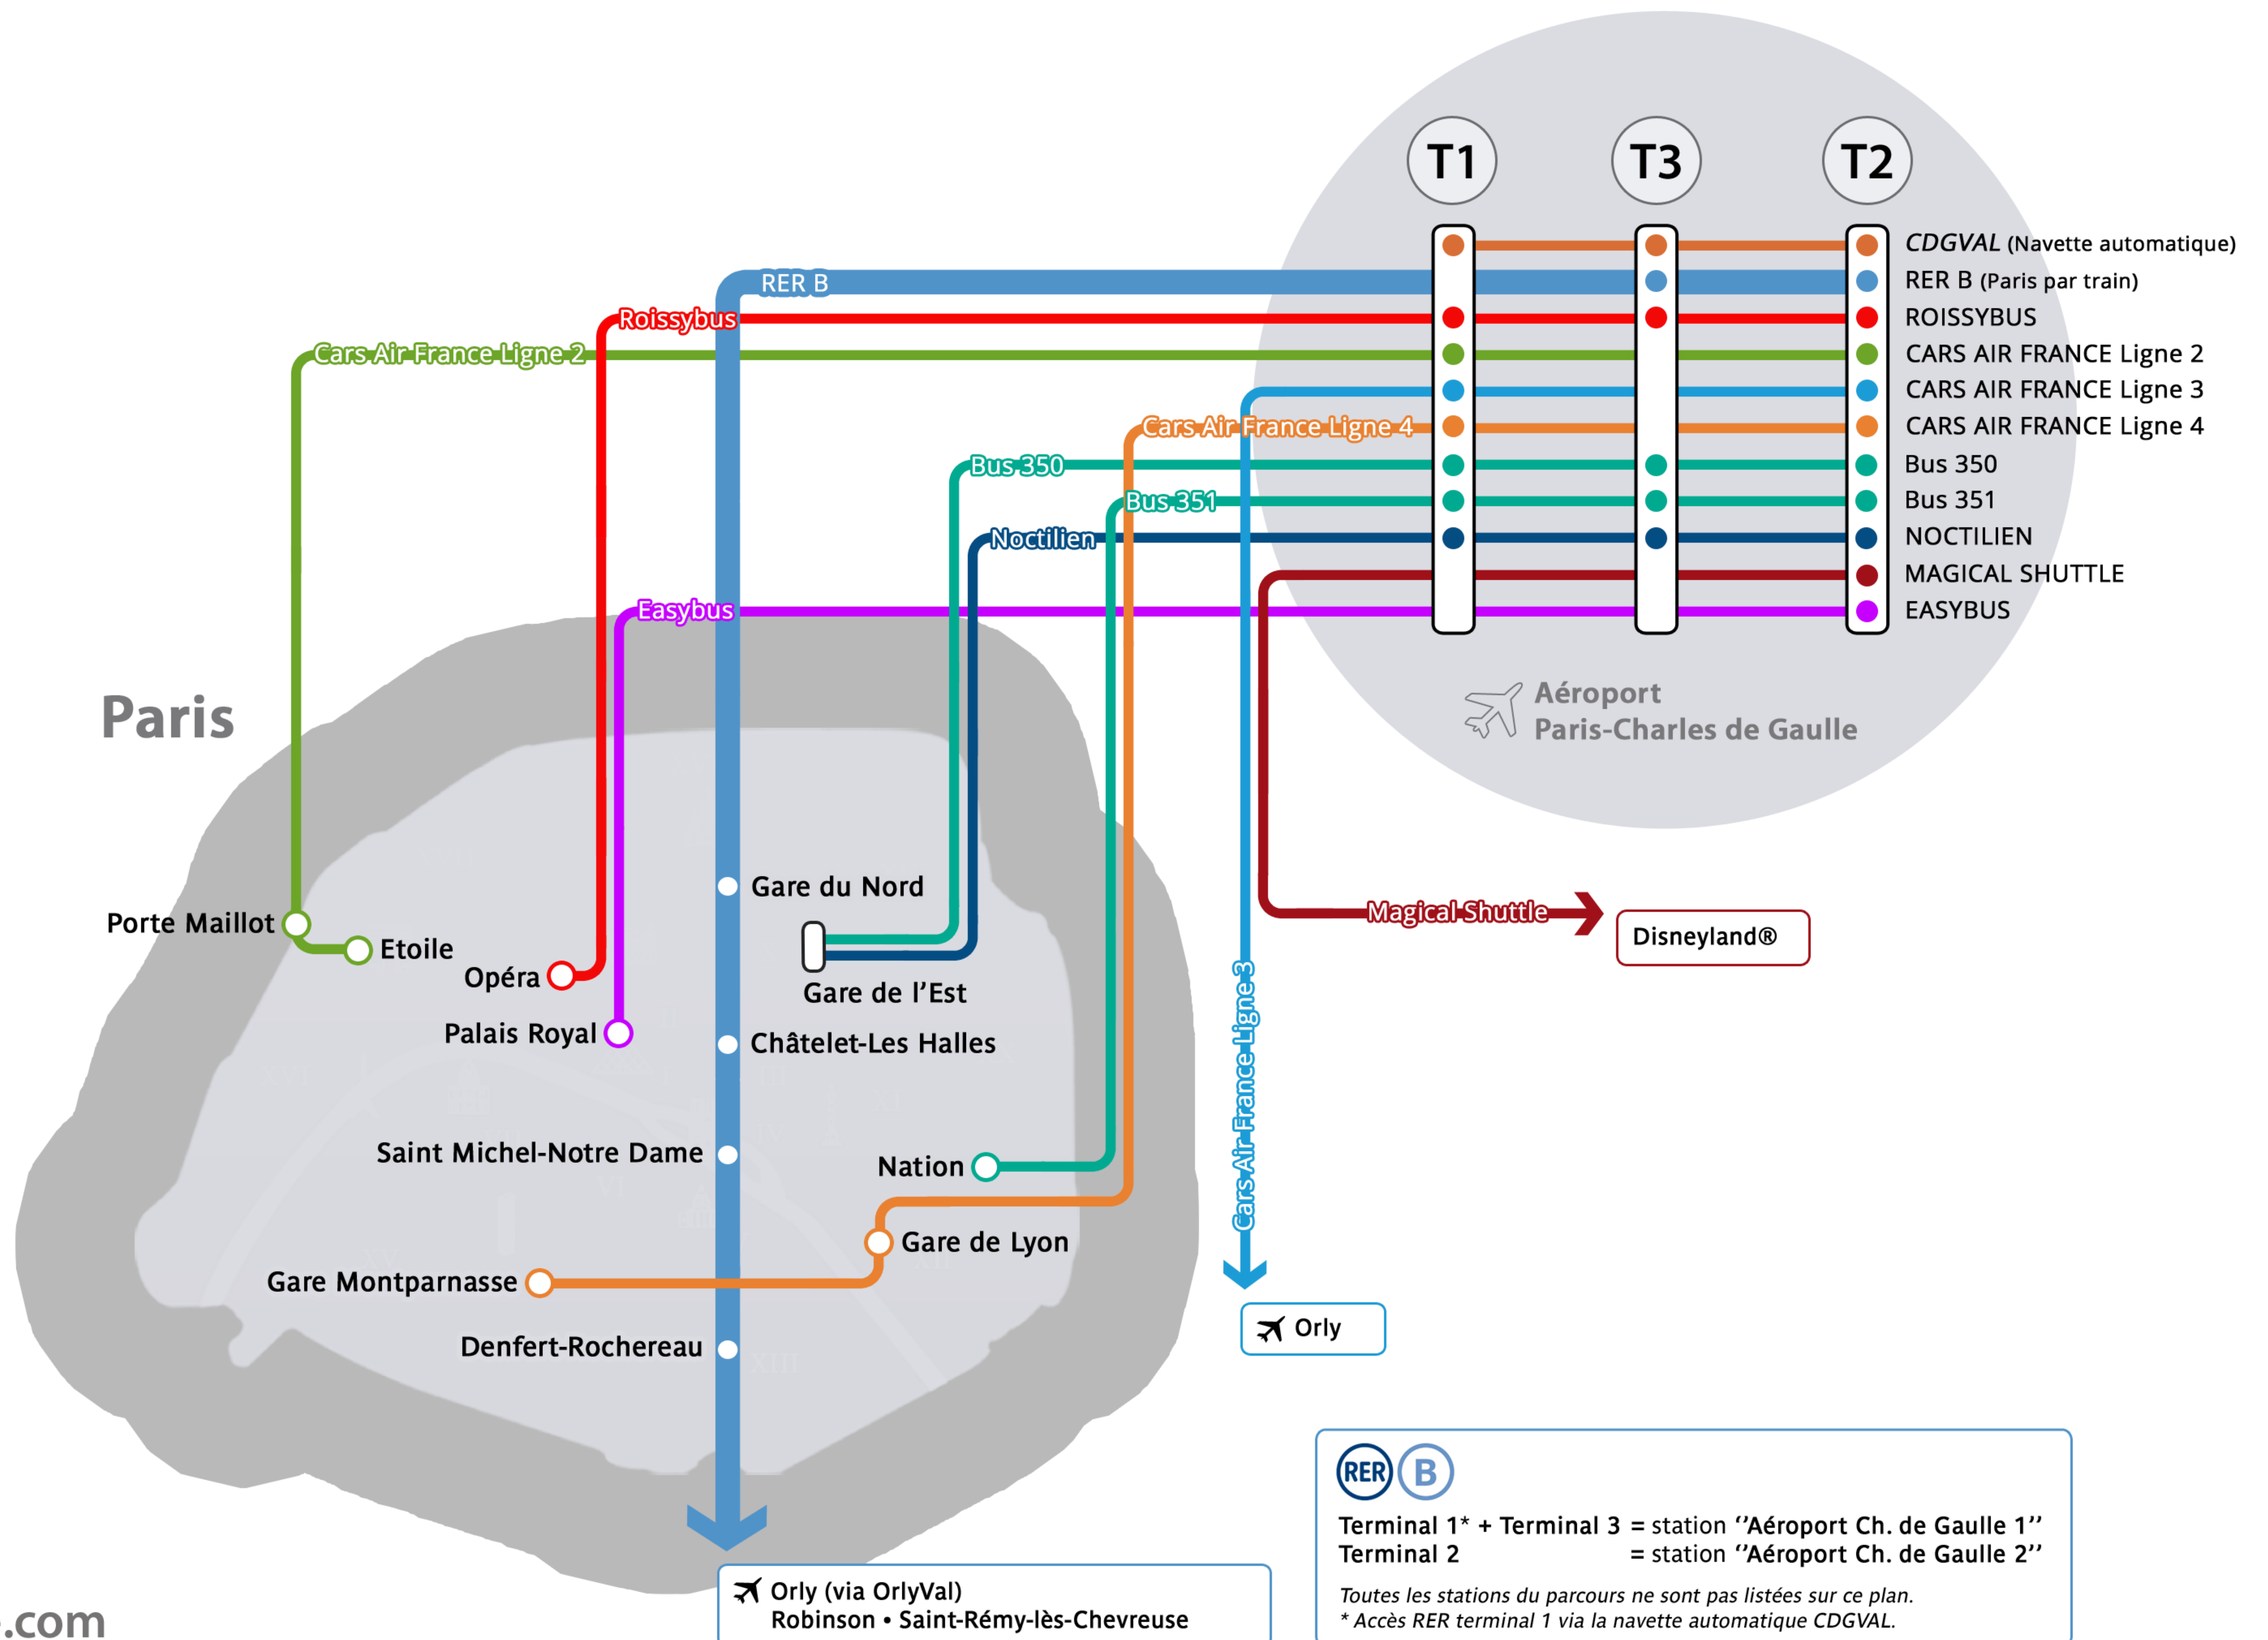 T1 T3 T2
CDGVAL (Navette automatique)
RER B
RER B (Paris par train)
Roissybus
ROISSYBUS
Cars Air France Ligne 2
CARS AIR FRANCE Ligne 2
CARS AIR FRANCE Ligne 3
Cars Air France Ligne 4
CARS AIR FRANCE Ligne 4
Bus 350
Bus 350
Bus 351
Bus 351
Noctilien
NOCTILIEN
MAGICAL SHUTTLE
Easybus
EASYBUS
Aéroport
Paris-Charles de Gaulle
Paris
Gare du Nord
Porte Maillot
Etoile
Opéra
Gare de l’Est
Palais Royal
Châtelet-Les Halles
Magical Shuttle
Disneyland®
Cars Air France Ligne 3
Saint Michel-Notre Dame
Nation
VI
Gare de Lyon
Gare Montparnasse
Denfert-Rochereau
XIII
Orly
RER B
Terminal 1* + Terminal 3 = station ‘’Aéroport Ch. de Gaulle 1’’
Terminal 2 = station ‘’Aéroport Ch. de Gaulle 2’’
Toutes les stations du parcours ne sont pas listées sur ce plan.
* Accès RER terminal 1 via la navette automatique CDGVAL.
Orly (via OrlyVal)
Robinson • Saint-Rémy-lès-Chevreuse
.com